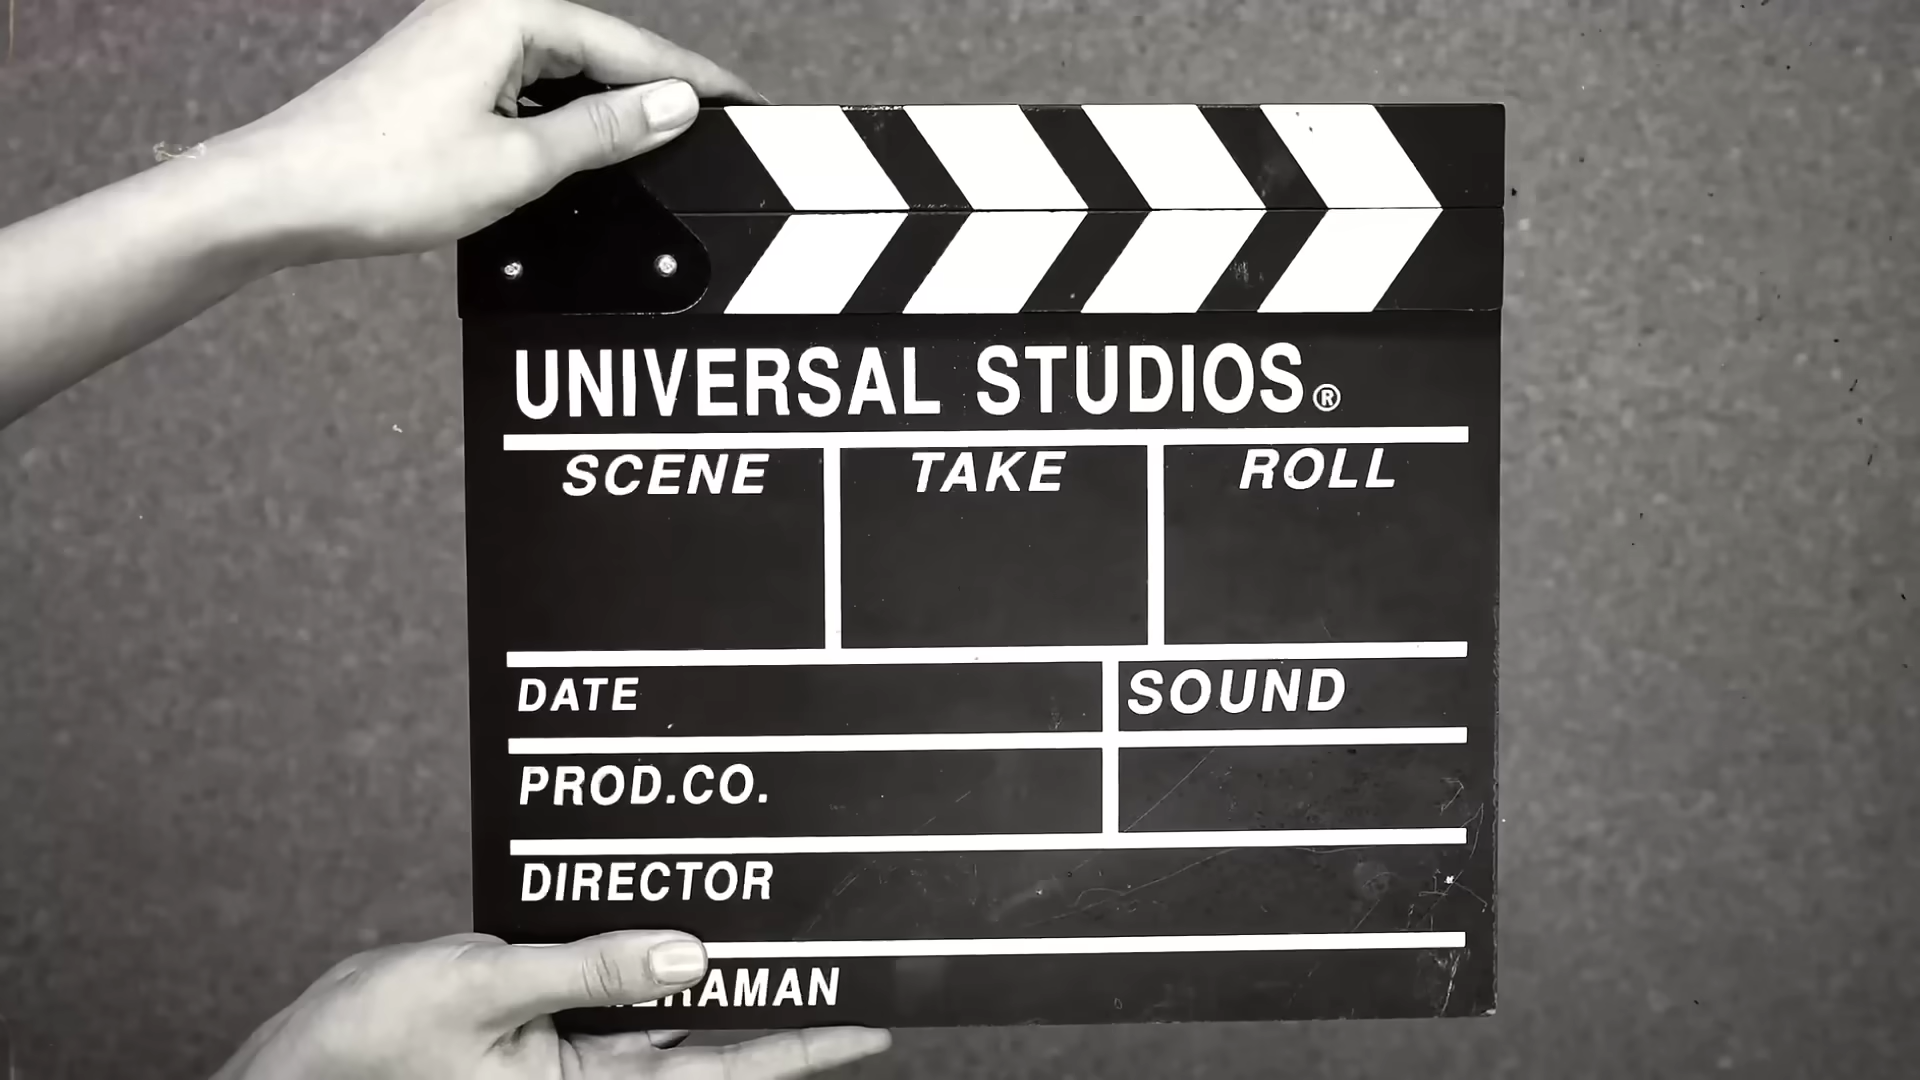 UNIVERSAL STUDIOS®
SCENE TAKE ROLL
DATE SOUND
PROD.CO.
DIRECTOR